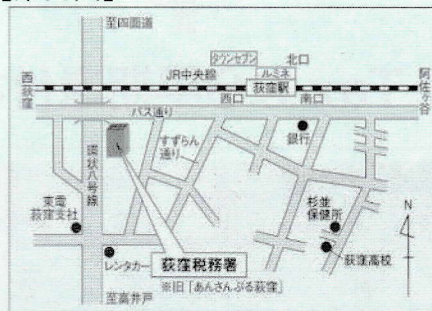 至四面道
タウンセブン
北口
JR中央線
ルミネ
西荻窪
荻窪駅
阿佐ヶ谷
西口
南口
バス通り
銀行
すずらん通り
環状八号線
東電
荻窪支社
杉並
保健所
N
レンタカー
荻窪税務署
荻窪高校
※旧「あんさんぶる荻窪」
至高井戸